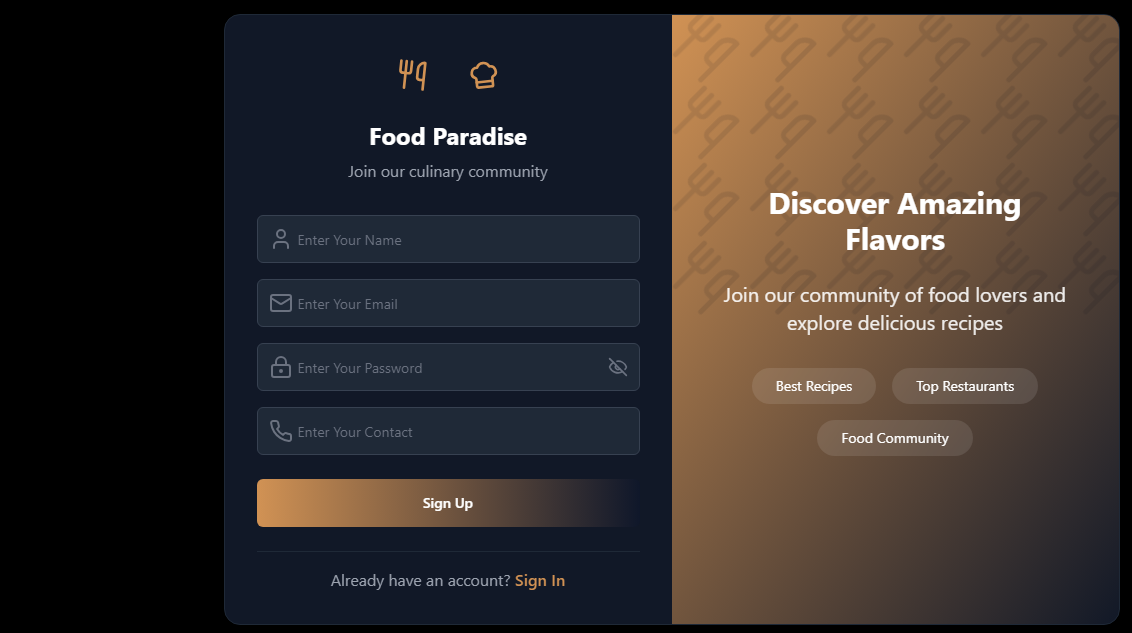 Food Paradise
Join our culinary community
Enter Your Name
Enter Your Email
Enter Your Password
Enter Your Contact
Sign Up
Already have an account? Sign In
Discover Amazing
Flavors
Join our community of food lovers and
explore delicious recipes
Best Recipes
Top Restaurants
Food Community